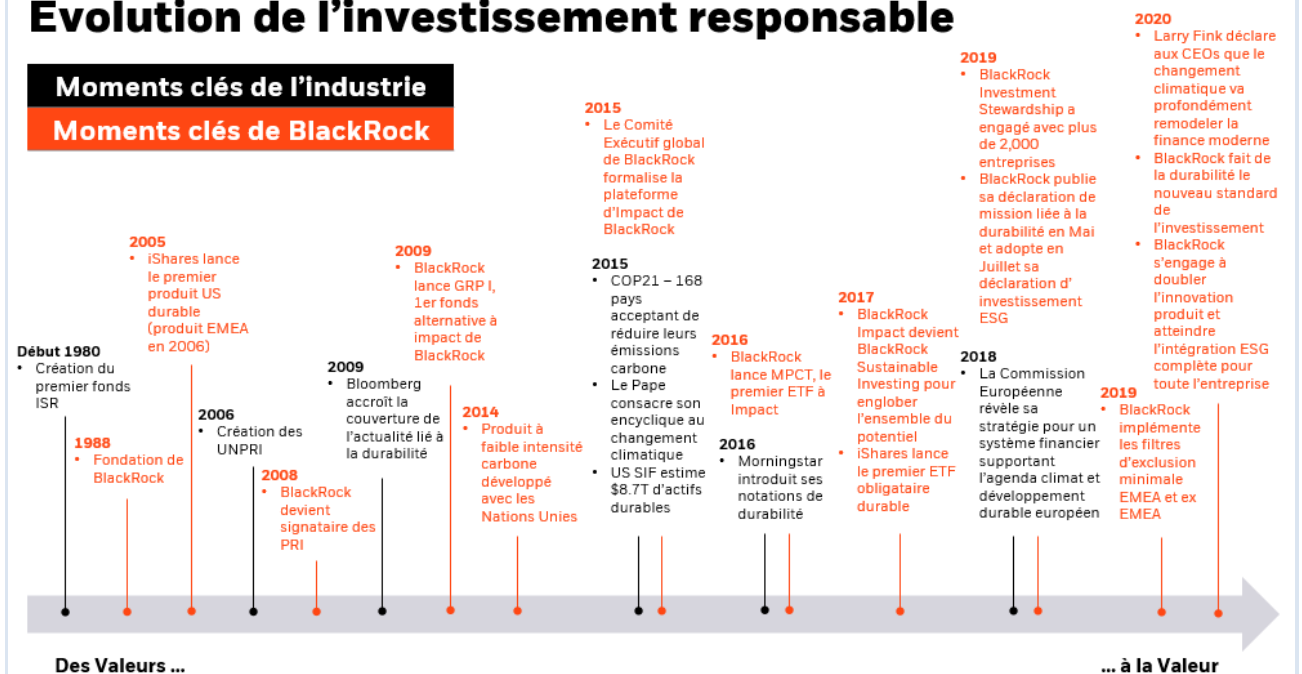 Evolution de l'investissement responsable
Moments clés de l'industrie
Moments clés de BlackRock
Début 1980
• Création du
premier fonds
ISR
1988
• Fondation de
BlackRock
2005
• iShares lance
le premier
produit US
durable
(produit EMEA
en 2006)
2006
• Création des
UNPRI
2008
• BlackRock
devient
signataire des
PRI
2009
• Bloomberg
accroît la
couverture de
l'actualité lié à
la durabilité
2009
• BlackRock
lance GRP I,
1er fonds
alternative à
impact de
BlackRock
2014
• Produit à
faible intensité
carbone
développé
avec les
Nations Unies
2015
• Le Comité
Exécutif global
de BlackRock
formalise la
plateforme
d'Impact de
BlackRock
2015
• COP21 – 168
pays
acceptant de
réduire leurs
émissions
carbone
• Le Pape
consacre son
encyclique au
changement
climatique
• US SIF estime
$8.7T d'actifs
durables
2016
• BlackRock
lance MPCT, le
premier ETF à
Impact
2016
• Morningstar
introduit ses
notations de
durabilité
2017
• BlackRock
Impact devient
BlackRock
Sustainable
Investing pour
englober
l'ensemble du
potentiel
• iShares lance
le premier ETF
obligataire
durable
2019
• BlackRock
Investment
Stewardship a
engagé avec plus
de 2,000
entreprises
• BlackRock publie
sa déclaration de
mission liée à la
durabilité en Mai
et adopte en
Juillet sa
déclaration d'
investissement
ESG
2018
• La Commission
Européenne
révèle sa
stratégie pour un
système financier
supportant
l'agenda climat et
développement
durable européen
2019
• BlackRock
implémente
les filtres
d'exclusion
minimale
EMEA et ex
EMEA
2020
• Larry Fink déclare
aux CEOs que le
changement
climatique va
profondément
remodeler la
finance moderne
• BlackRock fait de
la durabilité le
nouveau standard
de
l'investissement
• BlackRock
s'engage à
doubler
l'innovation
produit et
atteindre
l'intégration ESG
complète pour
toute l'entreprise
Des Valeurs ...
... à la Valeur